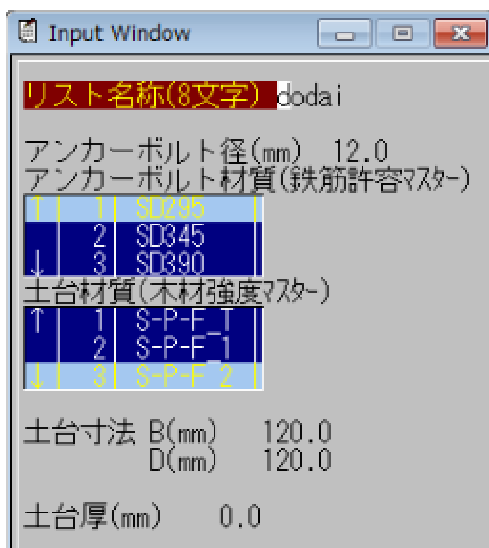 Input Window
リスト名称(8文字) dodai
アンカーボルト径(mm) 12.0
アンカーボルト材質(鉄筋許容マスター)
↑ 1 SD295
2 SD345
↓ 3 SD390
土台材質(木材強度マスター)
↑ 1 S-P-F_T
2 S-P-F_1
↓ 3 S-P-F_2
土台寸法 B(mm) 120.0
D(mm) 120.0
土台厚(mm) 0.0